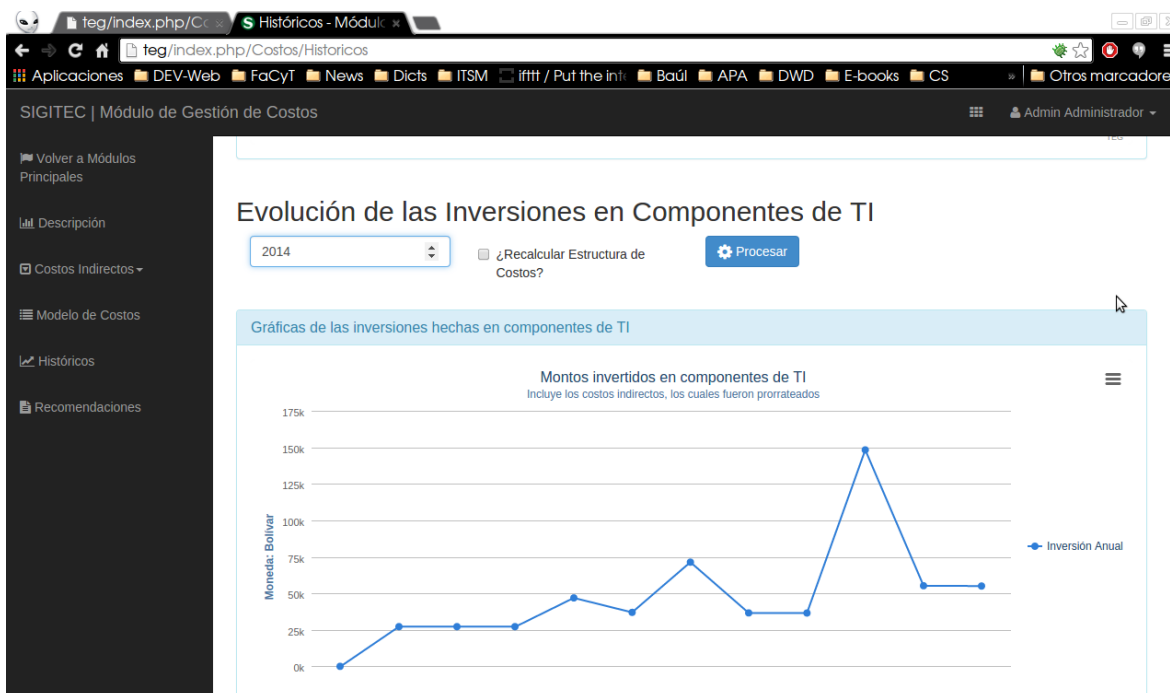 teg/index.php/Co
Históricos - Módulo
teg/index.php/Costos/Historicos
Aplicaciones DEV-Web FaCyT News Dicts ITSM ifttt / Put the int Baúl APA DWD E-books CS » Otros marcadore
SIGITEC | Módulo de Gestión de Costos
Admin Administrador
Volver a Módulos
Principales
Descripción
Costos Indirectos
Modelo de Costos
Históricos
Recomendaciones
TEG
Evolución de las Inversiones en Componentes de TI
2014
¿Recalcular Estructura de
Costos?
Procesar
Gráficas de las inversiones hechas en componentes de TI
Montos invertidos en componentes de TI
Incluye los costos indirectos, los cuales fueron prorrateados
175k
150k
125k
100k
75k
50k
25k
0k
Moneda: Bolívar
Inversión Anual